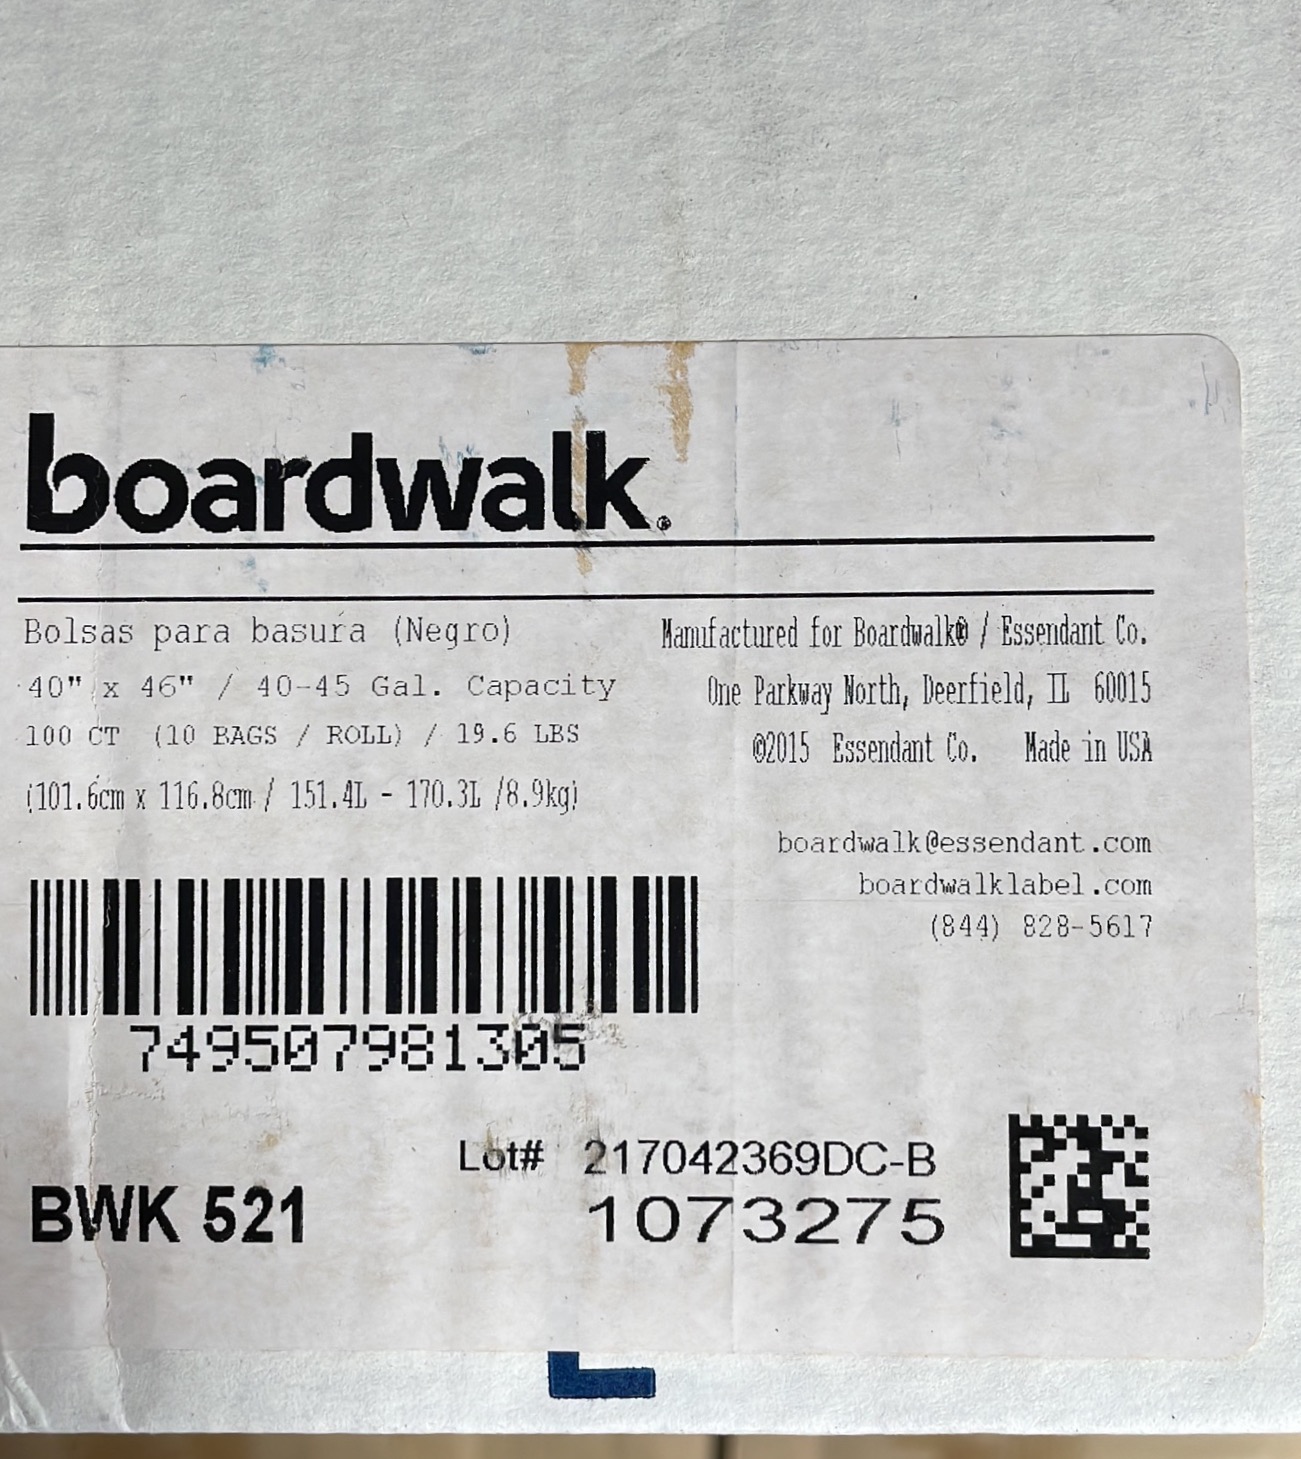 boardwalk®
Bolsas para basura (Negro)
40" x 46" / 40-45 Gal. Capacity
100 CT (10 BAGS / ROLL) / 19.6 LBS
(101.6cm x 116.8cm / 151.4L - 170.3L /8.9kg)
Manufactured for Boardwalk® / Essendant Co.
One Parkway North, Deerfield, IL 60015
©2015 Essendant Co. Made in USA
boardwalk@essendant.com
boardwalklabel.com
(844) 828-5617
749507981305
Lot# 217042369DC-B
BWK 521
1073275